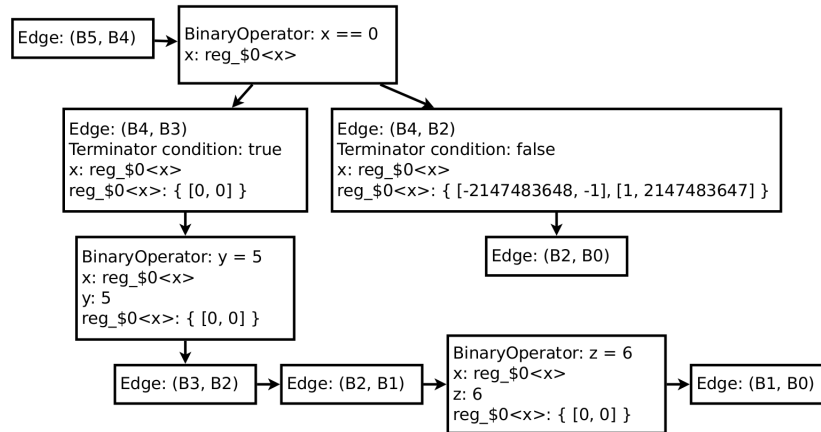 Edge: (B5, B4)
BinaryOperator: x == 0
x: reg_$0<x>
Edge: (B4, B3)
Terminator condition: true
x: reg_$0<x>
reg_$0<x>: { [0, 0] }
Edge: (B4, B2)
Terminator condition: false
x: reg_$0<x>
reg_$0<x>: { [-2147483648, -1], [1, 2147483647] }
BinaryOperator: y = 5
x: reg_$0<x>
y: 5
reg_$0<x>: { [0, 0] }
Edge: (B2, B0)
Edge: (B3, B2)
Edge: (B2, B1)
BinaryOperator: z = 6
x: reg_$0<x>
z: 6
reg_$0<x>: { [0, 0] }
Edge: (B1, B0)